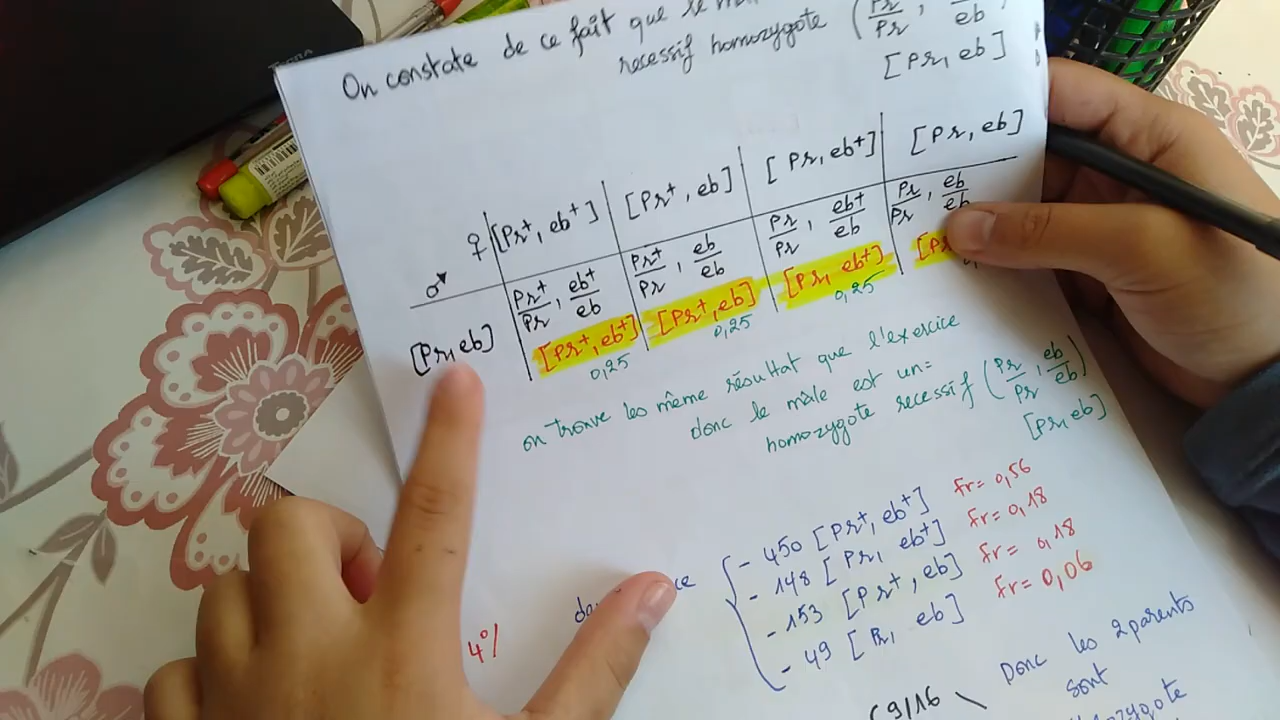 On constate de ce fait que le
recessif homozygote (Pr/Pr, eb
[Pr, eb]
♂ ♀ [Pr⁺, eb⁺] [Pr⁺, eb] [Pr, eb⁺] [Pr, eb]
[Pr, eb] Pr⁺/Pr, eb⁺/eb Pr⁺/Pr, eb/eb Pr/Pr, eb⁺/eb Pr/Pr, eb/eb
[Pr⁺, eb⁺] [Pr⁺, eb] [Pr, eb⁺] [Pr
0,25 0,25 0,25
on trouve les même résultat que l'exercice
donc le mâle est un =
homozygote recessif (Pr/Pr, eb/eb)
[Pr, eb]
- 450 [Pr⁺, eb⁺] fr = 0,56
- 148 [Pr, eb⁺] fr = 0,18
- 153 [Pr⁺, eb] fr = 0,18
- 49 [Pr, eb] fr = 0,06
4%
9/16
Donc les 2 parents
sont